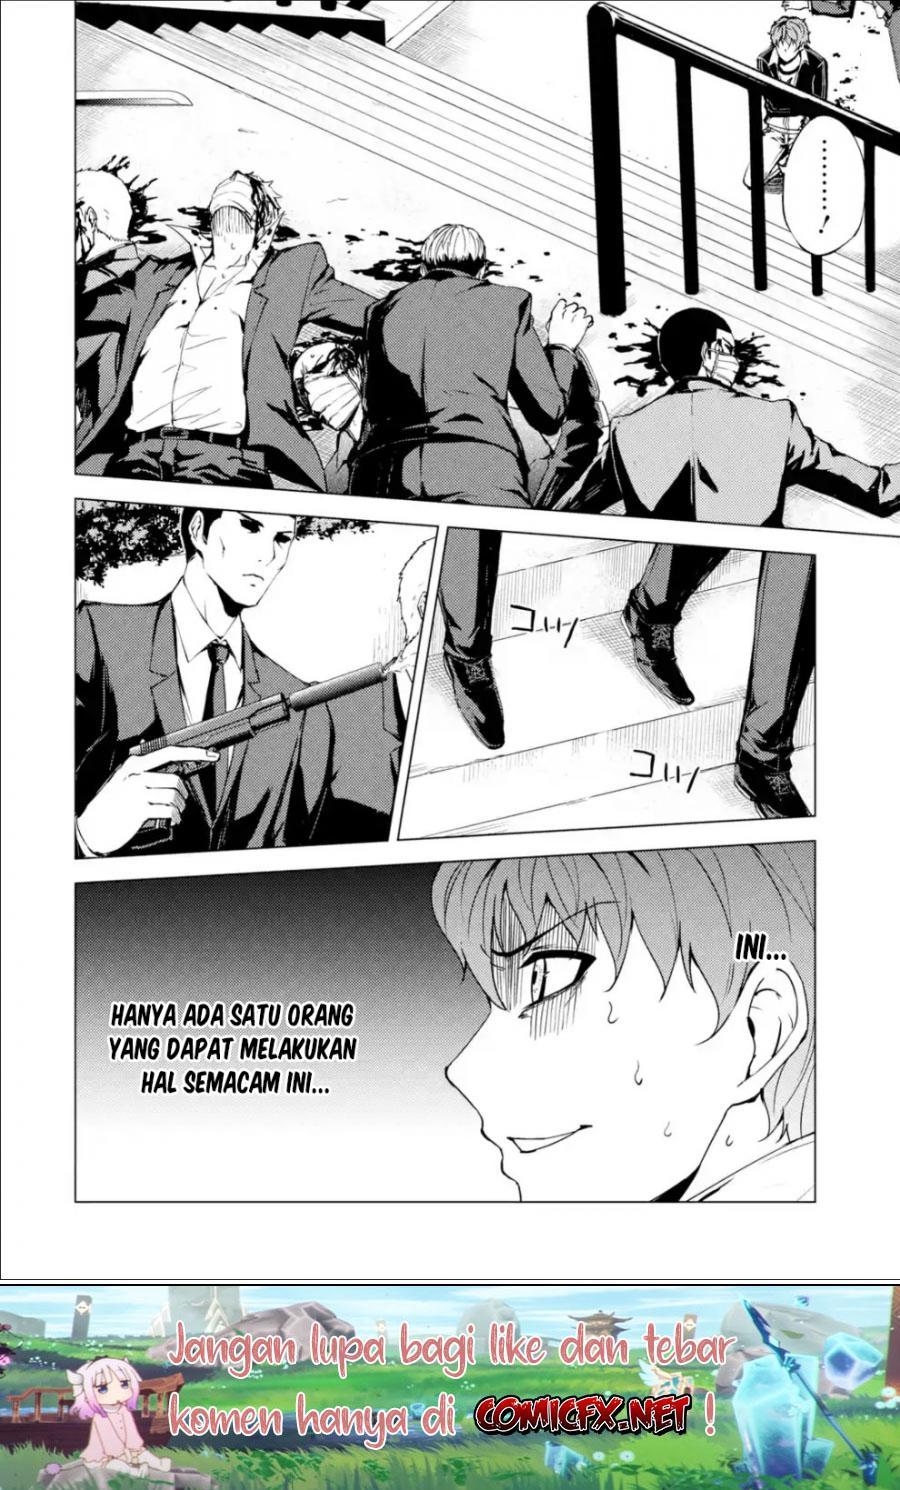 ………！
コツ
コツ
INI...
HANYA ADA SATU ORANG
YANG DAPAT MELAKUKAN
HAL SEMACAM INI...
Jangan lupa bagi like dan tebar
komen hanya di COMICFX.NET !